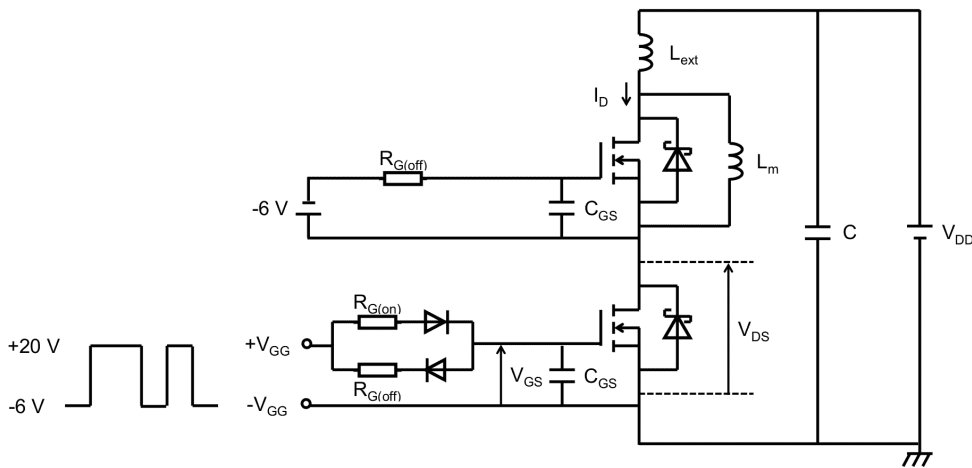 L_ext
I_D
R_G(off)
L_m
-6 V
C_GS
C
V_DD
R_G(on)
+20 V
+V_GG
V_DS
V_GS
C_GS
R_G(off)
-6 V
-V_GG